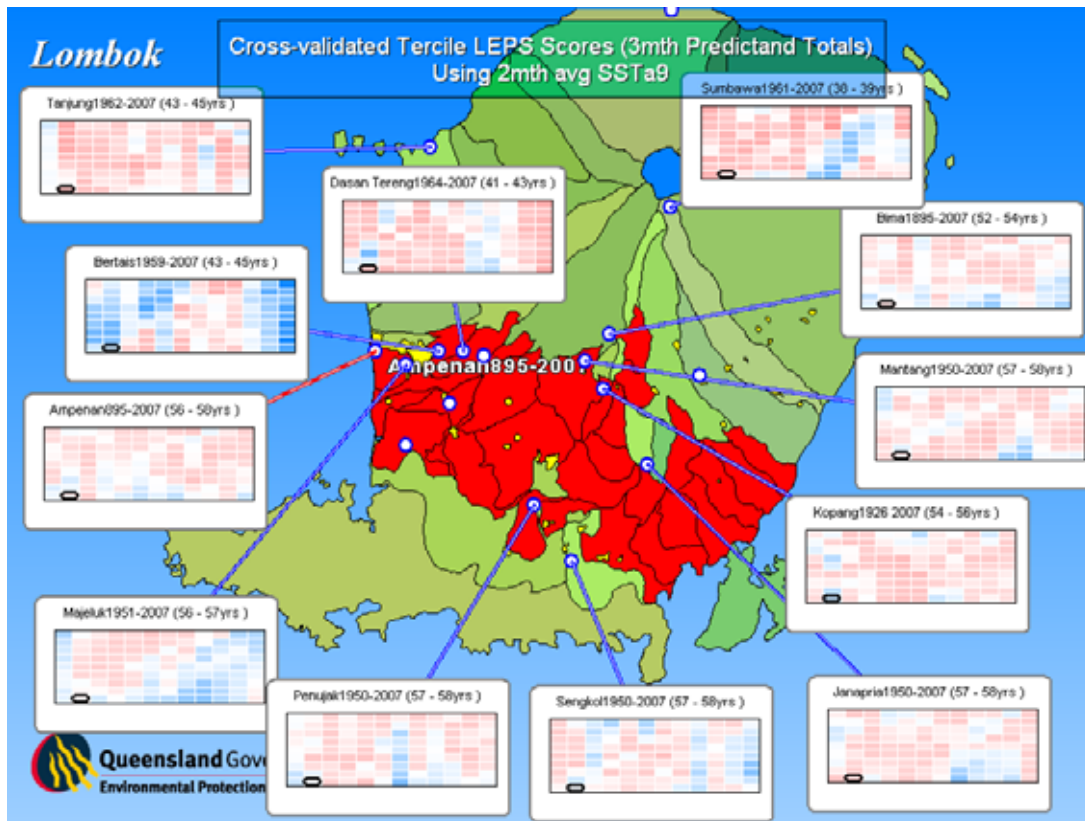 Lombok
Cross-validated Tercile LEPS Scores (3mth Predictand Totals)
Using 2mth avg SSTa9
Tanjung1962-2007 (43 - 45yrs )
Sumbawa1961-2007 (38 - 39yrs )
Dasan Tereng1964-2007 (41 - 43yrs )
Bima1895-2007 (52 - 54yrs )
Bertais1959-2007 (43 - 45yrs )
Ampenan895-2007
Mantang1950-2007 (57 - 58yrs )
Ampenan895-2007 (56 - 58yrs )
Kopang1926 2007 (54 - 56yrs )
Majeluk1951-2007 (56 - 57yrs )
Penujak1950-2007 (57 - 58yrs )
Sengkol1950-2007 (57 - 58yrs )
Janapria1950-2007 (57 - 58yrs )
Queensland Gov
Environmental Protection